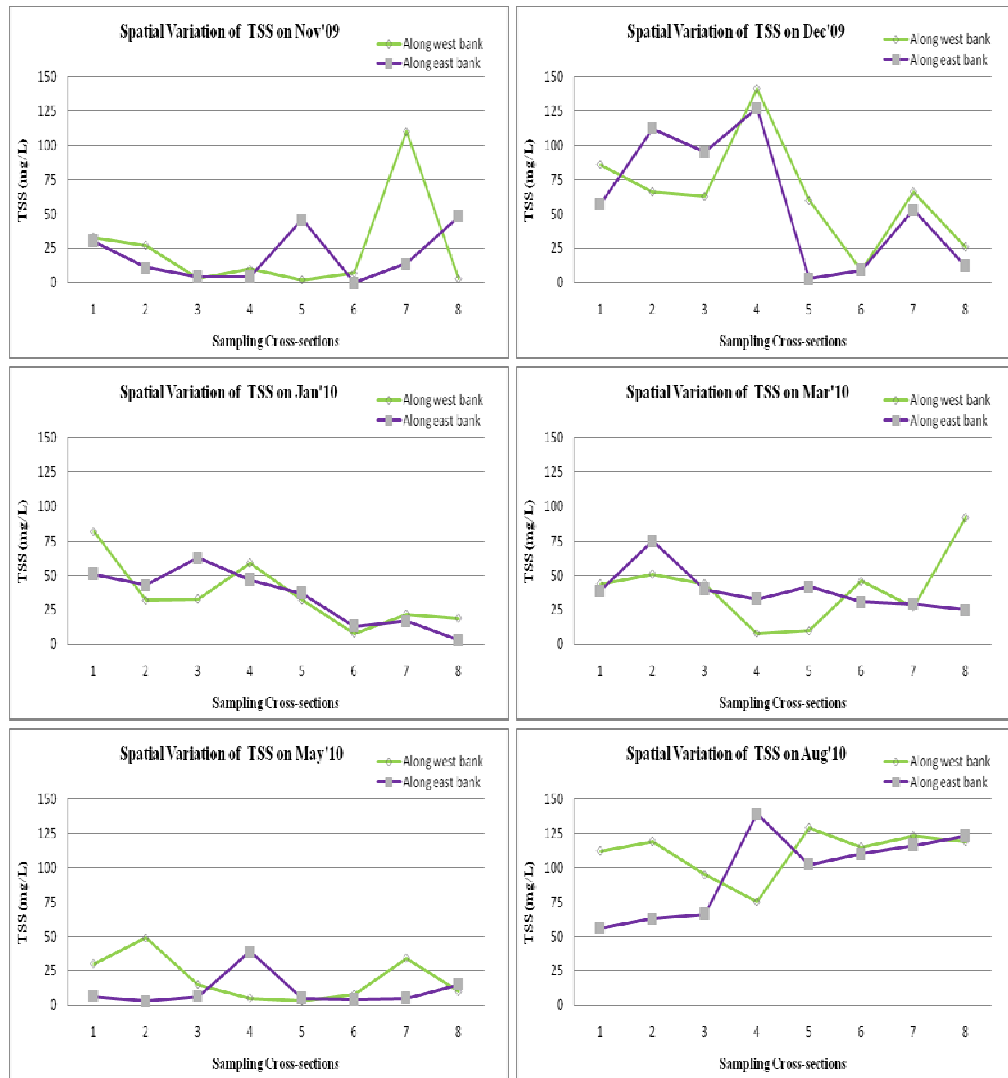 Spatial Variation of TSS on Nov'09
Along west bank
Along east bank
150
125
100
75
50
25
0
TSS (mg/L)
1 2 3 4 5 6 7 8
Sampling Cross-sections
Spatial Variation of TSS on Dec'09
Along west bank
Along east bank
150
125
100
75
50
25
0
TSS (mg/L)
1 2 3 4 5 6 7 8
Sampling Cross-sections
Spatial Variation of TSS on Jan'10
Along west bank
Along east bank
150
125
100
75
50
25
0
TSS (mg/L)
1 2 3 4 5 6 7 8
Sampling Cross-sections
Spatial Variation of TSS on Mar'10
Along west bank
Along east bank
150
125
100
75
50
25
0
TSS (mg/L)
1 2 3 4 5 6 7 8
Sampling Cross-sections
Spatial Variation of TSS on May'10
Along west bank
Along east bank
150
125
100
75
50
25
0
TSS (mg/L)
1 2 3 4 5 6 7 8
Sampling Cross-sections
Spatial Variation of TSS on Aug'10
Along west bank
Along east bank
150
125
100
75
50
25
0
TSS (mg/L)
1 2 3 4 5 6 7 8
Sampling Cross-sections